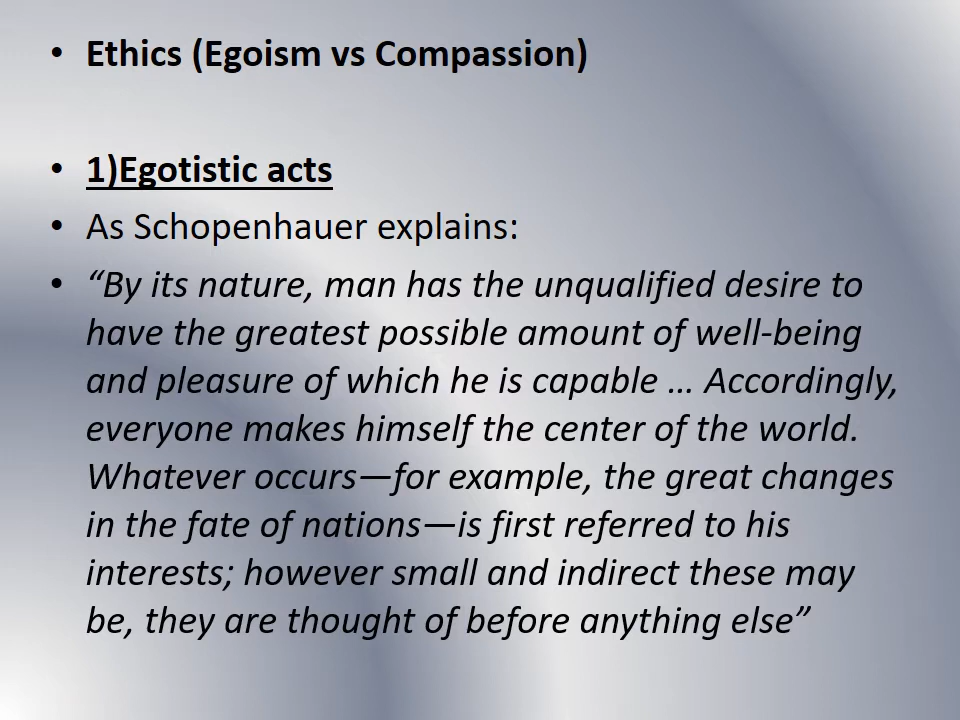 • Ethics (Egoism vs Compassion)
• 1)Egotistic acts
• As Schopenhauer explains:
• “By its nature, man has the unqualified desire to
have the greatest possible amount of well-being
and pleasure of which he is capable … Accordingly,
everyone makes himself the center of the world.
Whatever occurs—for example, the great changes
in the fate of nations—is first referred to his
interests; however small and indirect these may
be, they are thought of before anything else”